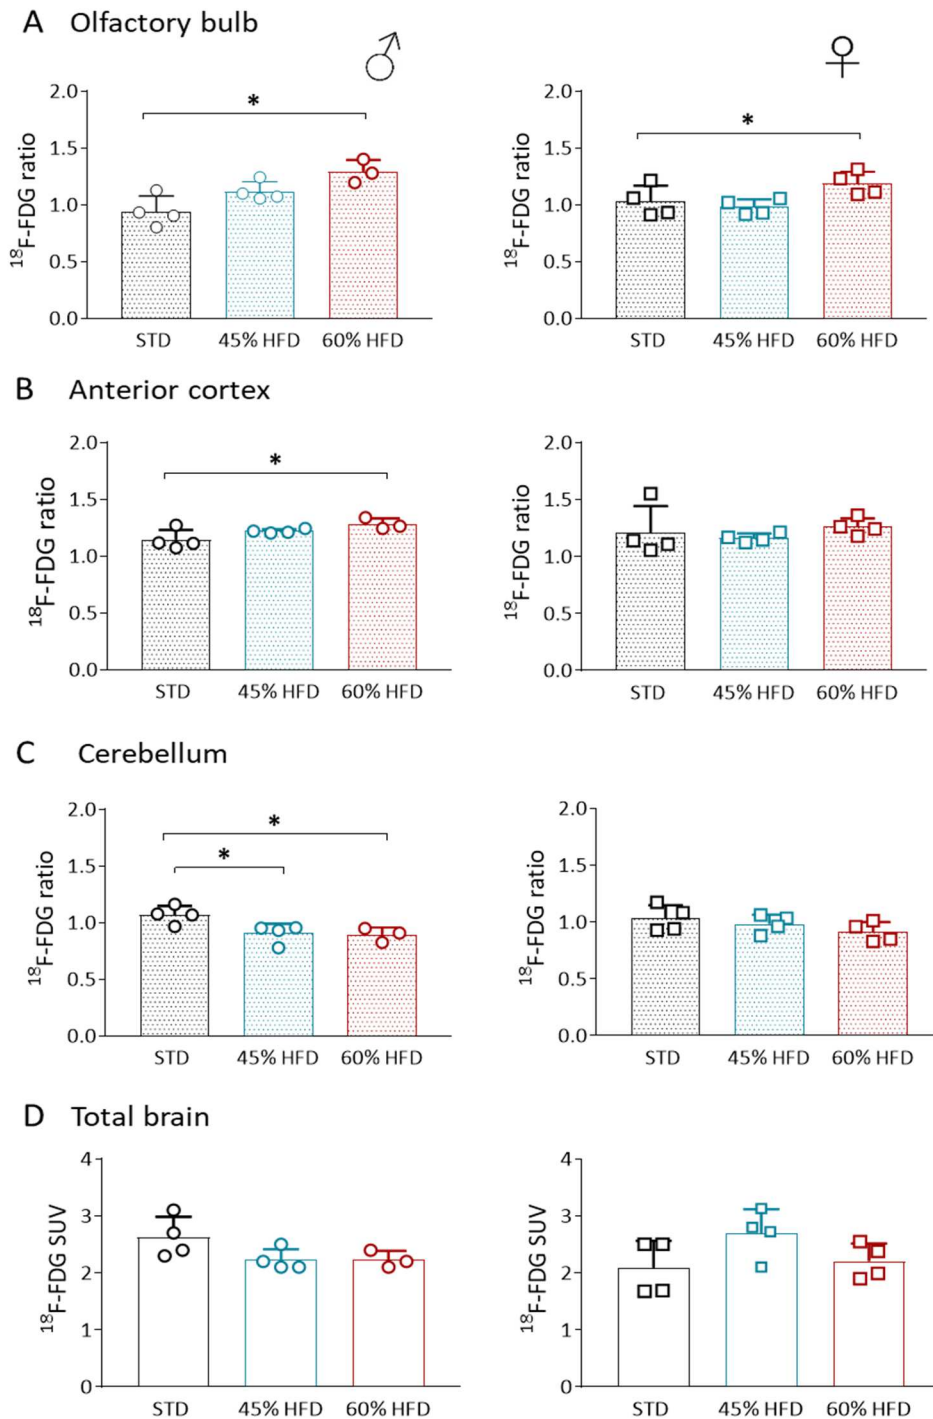 A Olfactory bulb
♂ ♀
2.0
1.5
1.0
0.5
0.0
¹⁸F-FDG ratio
*
STD 45% HFD 60% HFD
2.0
1.5
1.0
0.5
0.0
¹⁸F-FDG ratio
*
STD 45% HFD 60% HFD
B Anterior cortex
2.0
1.5
1.0
0.5
0.0
¹⁸F-FDG ratio
*
STD 45% HFD 60% HFD
2.0
1.5
1.0
0.5
0.0
¹⁸F-FDG ratio
STD 45% HFD 60% HFD
C Cerebellum
2.0
1.5
1.0
0.5
0.0
¹⁸F-FDG ratio
*
*
STD 45% HFD 60% HFD
2.0
1.5
1.0
0.5
0.0
¹⁸F-FDG ratio
STD 45% HFD 60% HFD
D Total brain
4
3
2
1
0
¹⁸F-FDG SUV
STD 45% HFD 60% HFD
4
3
2
1
0
¹⁸F-FDG SUV
STD 45% HFD 60% HFD